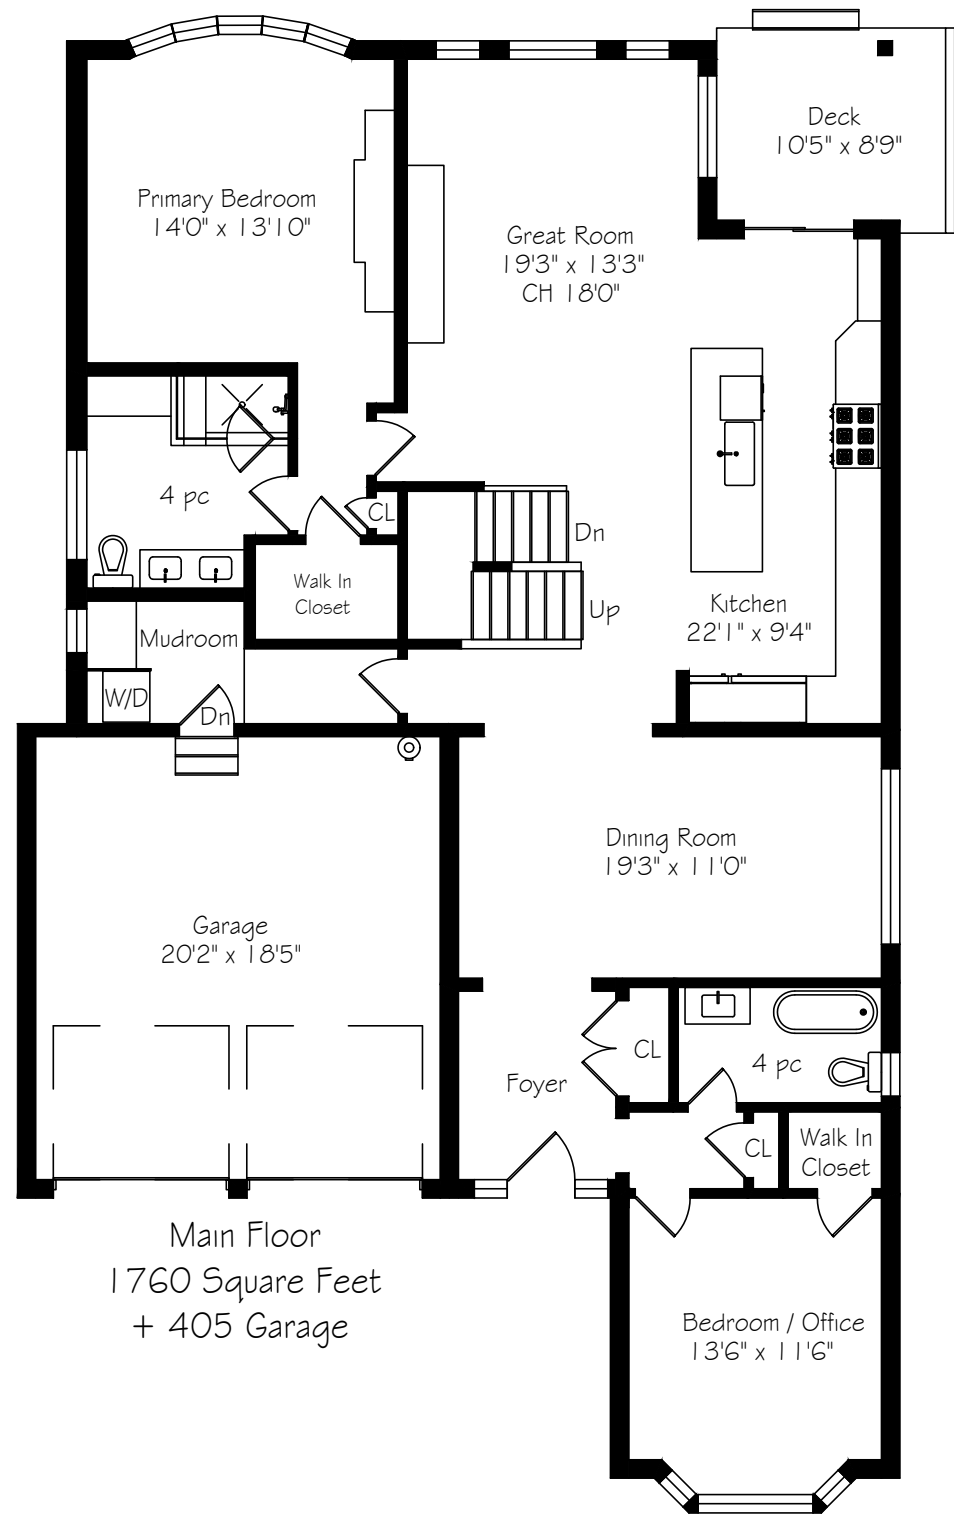 Deck
10'5" x 8'9"
Primary Bedroom
14'0" x 13'10"
Great Room
19'3" x 13'3"
CH 18'0"
4 pc
CL
Dn
Walk In
Closet
Up
Kitchen
22'1" x 9'4"
Mudroom
W/D
Dn
Dining Room
19'3" x 11'0"
Garage
20'2" x 18'5"
CL
4 pc
Foyer
CL
Walk In
Closet
Main Floor
1760 Square Feet
+ 405 Garage
Bedroom / Office
13'6" x 11'6"